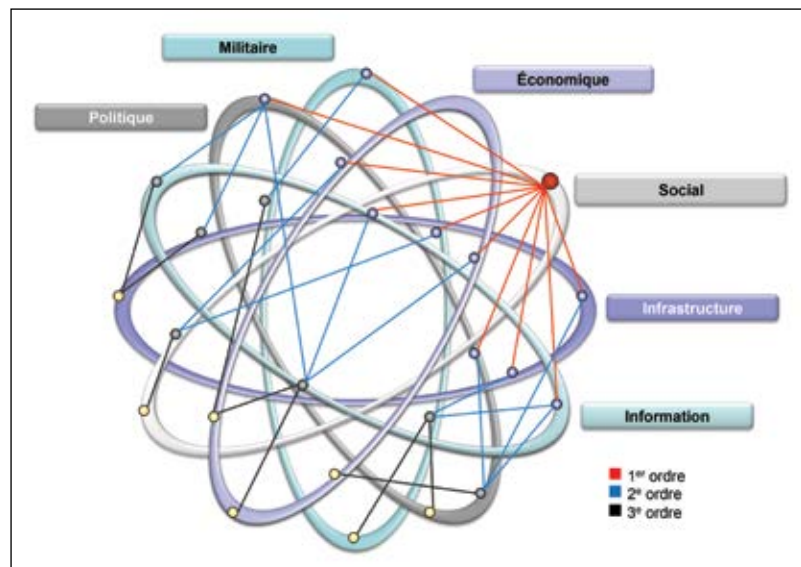 Militaire
Économique
Politique
Social
Infrastructure
Information
1er ordre
2e ordre
3e ordre